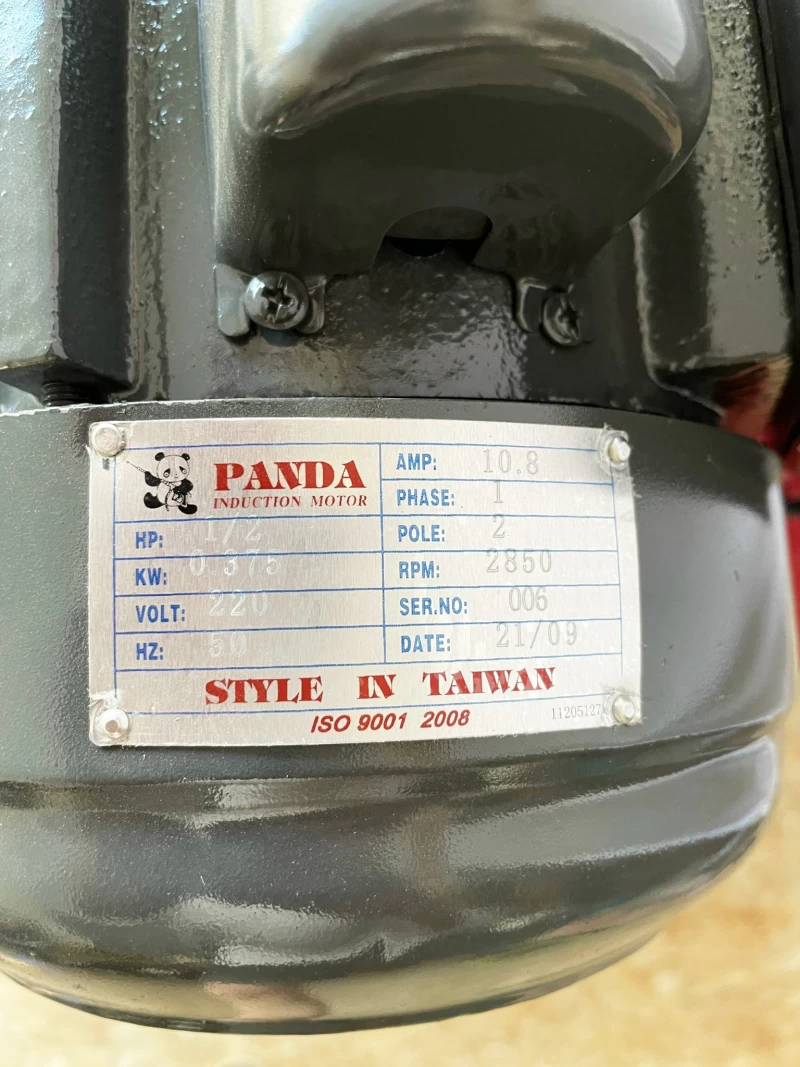 PANDA
INDUCTION MOTOR
HP: 1/2
KW: 0.375
VOLT: 220
HZ: 50
AMP: 10.8
PHASE: 1
POLE: 2
RPM: 2850
SER.NO: 006
DATE: 21/09
STYLE IN TAIWAN
ISO 9001 2008